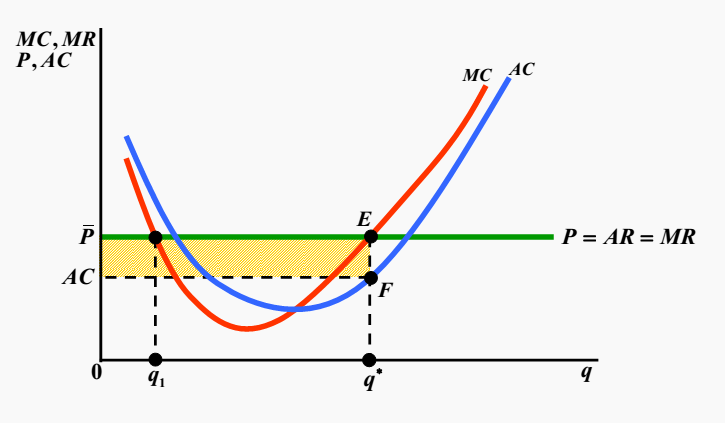 MC, MR
P, AC
MC
AC
E
P̄
P = AR = MR
AC
F
0
q₁
q*
q